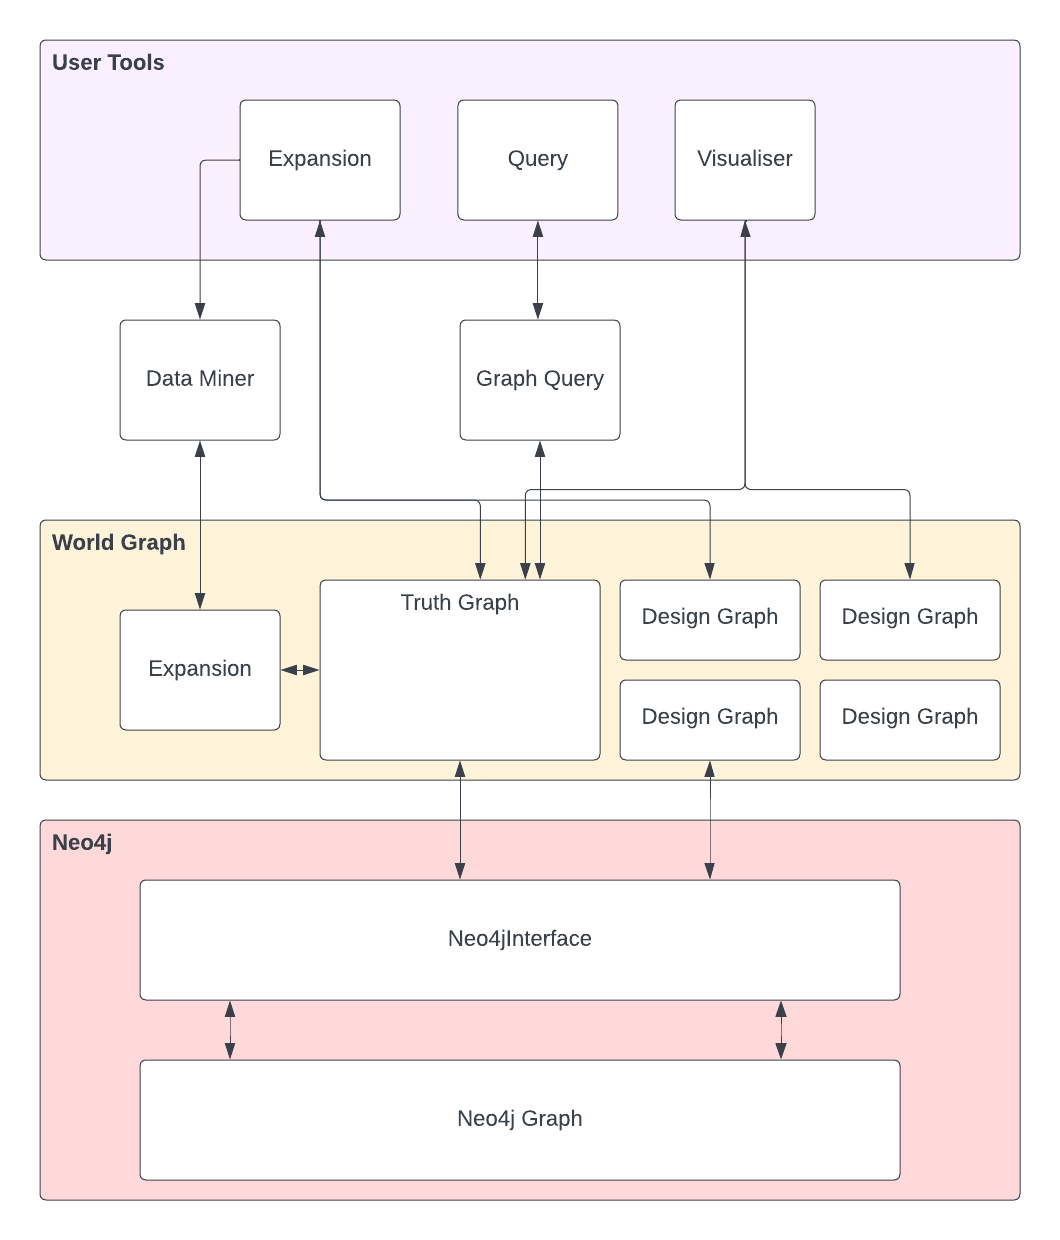 User Tools
Expansion
Query
Visualiser
Data Miner
Graph Query
World Graph
Truth Graph
Design Graph
Design Graph
Expansion
Design Graph
Design Graph
Neo4j
Neo4jInterface
Neo4j Graph